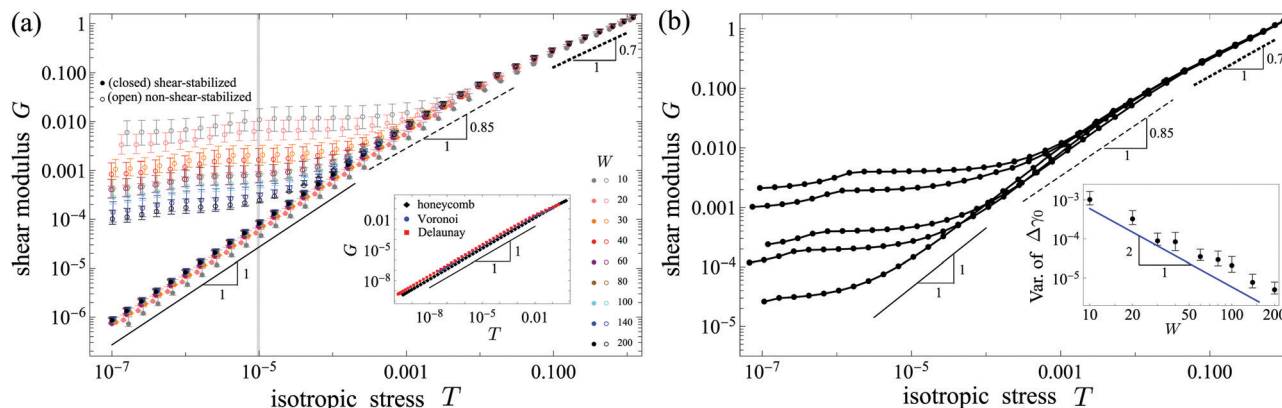 (a)
shear modulus G
1
0.100
0.010
0.001
10⁻⁴
10⁻⁵
10⁻⁶
• (closed) shear-stabilized
○ (open) non-shear-stabilized
0.7
1
0.85
1
1
1
W
10
20
30
40
60
80
100
140
200
honeycomb
Voronoi
Delaunay
G
0.01
10⁻⁵
10⁻⁸
1
1
10⁻⁸ 10⁻⁵ 0.01
T
10⁻⁷ 10⁻⁵ 0.001 0.100
isotropic stress T
(b)
shear modulus G
1
0.100
0.010
0.001
10⁻⁴
10⁻⁵
0.7
1
0.85
1
1
1
Var. of Δγ₀
10⁻³
10⁻⁴
10⁻⁵
2
1
10 20 50 100 200
W
10⁻⁷ 10⁻⁵ 0.001 0.100
isotropic stress T